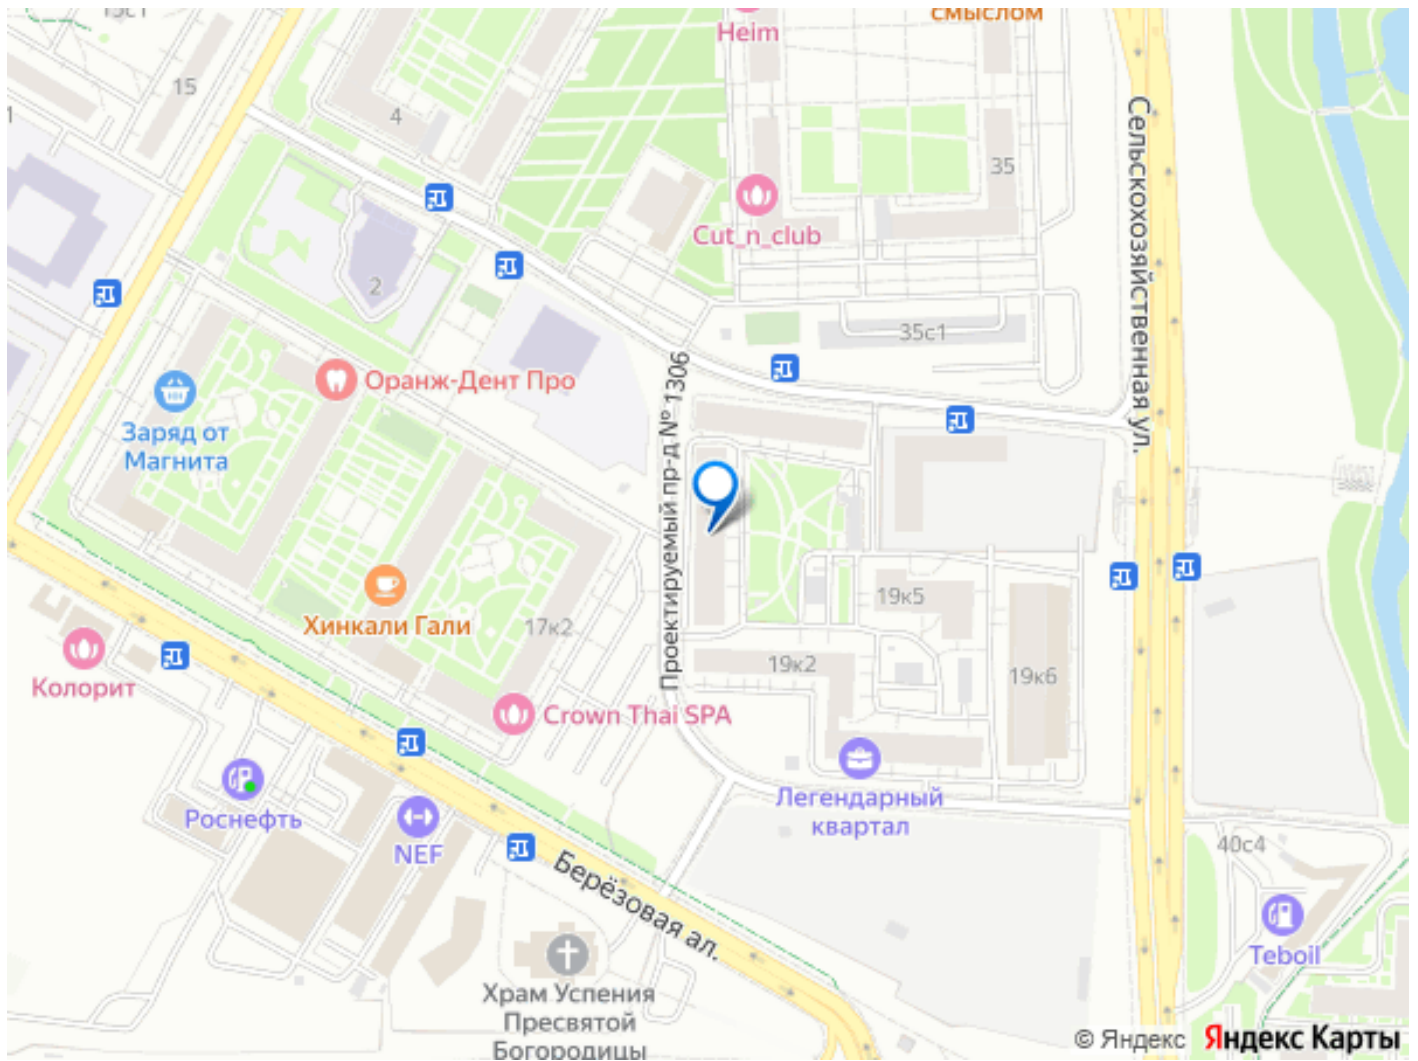 15с1
смыслом
Heim
15
4
1
35
Cut_n_club
Сельскохозяйственная ул.
2
35с1
Проектируемый пр-д № 1306
Оранж-Дент Про
Заряд от
Магнита
Хинкали Гали
17к2
19к5
19к2
19к6
Колорит
Crown Thai SPA
Роснефть
NEF
Легендарный
квартал
40с4
Берёзовая ал.
Teboil
Храм Успения
Пресвятой
Богородицы
© Яндекс Яндекс Карты